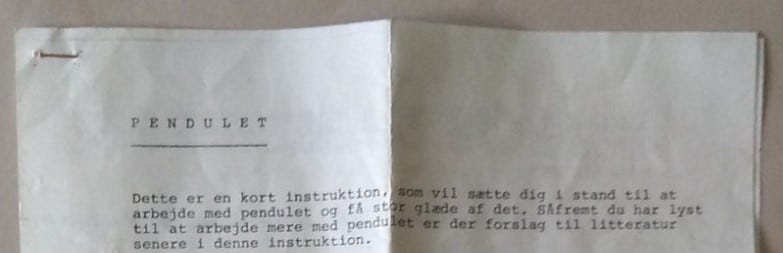 P E N D U L E T
Dette er en kort instruktion, som vil sætte dig i stand til at
arbejde med pendulet og få stor glæde af det. Såfremt du har lyst
til at arbejde mere med pendulet er der forslag til litteratur
senere i denne instruktion.